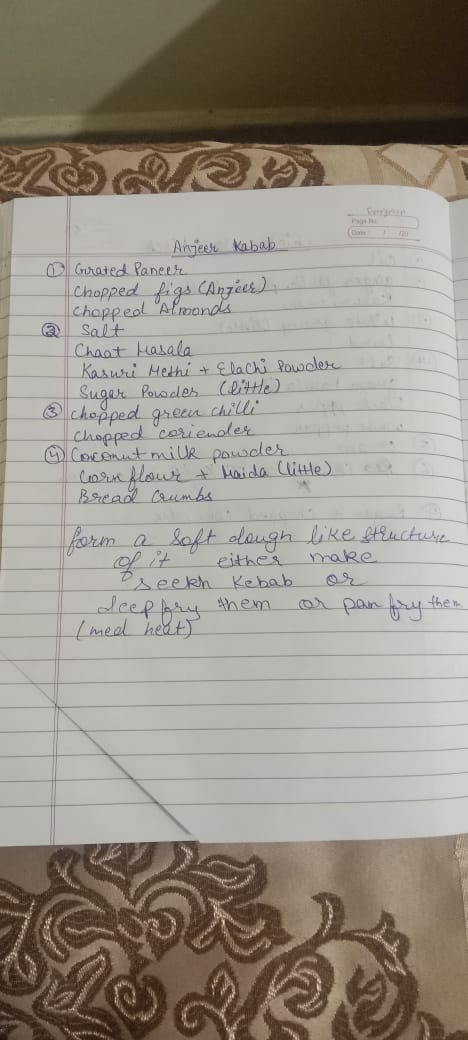 Evergreen
Page No.
Date : / /20
Anjeer Kabab
① Grated Paneer
Chopped figs (Anjeer)
Chopped Almonds
② Salt
Chaat Masala
Kasuri Methi + Elachi Powder
Sugar Powder (little)
③ chopped green chilli
Chopped coriender
④ Coconut milk powder
Corn flour + Maida (little)
Bread Crumbs
form a soft dough like structure
of it either make
seekh Kebab or
deep fry them or pan fry them
(med heat)